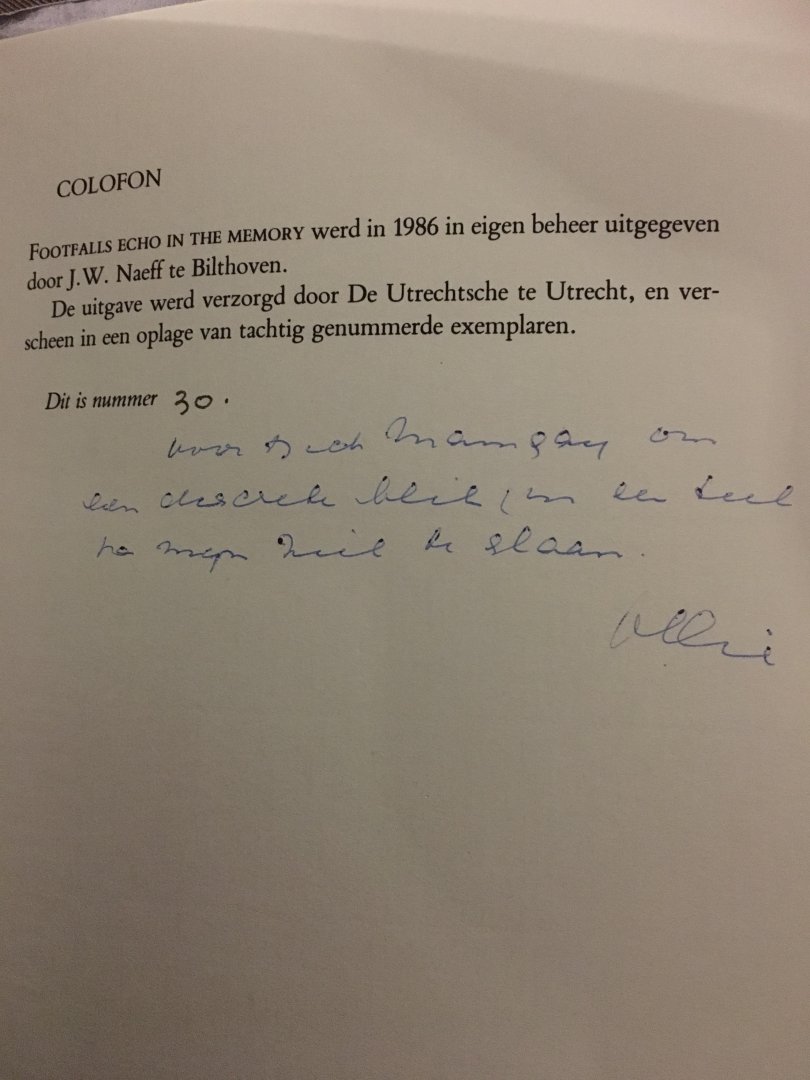 COLOFON
FOOTFALLS ECHO IN THE MEMORY werd in 1986 in eigen beheer uitgegeven
door J.W. Naeff te Bilthoven.
De uitgave werd verzorgd door De Utrechtsche te Utrecht, en ver-
scheen in een oplage van tachtig genummerde exemplaren.
Dit is nummer 30.
voor om
een discrete blik in een deel
van mijn ziel te slaan.